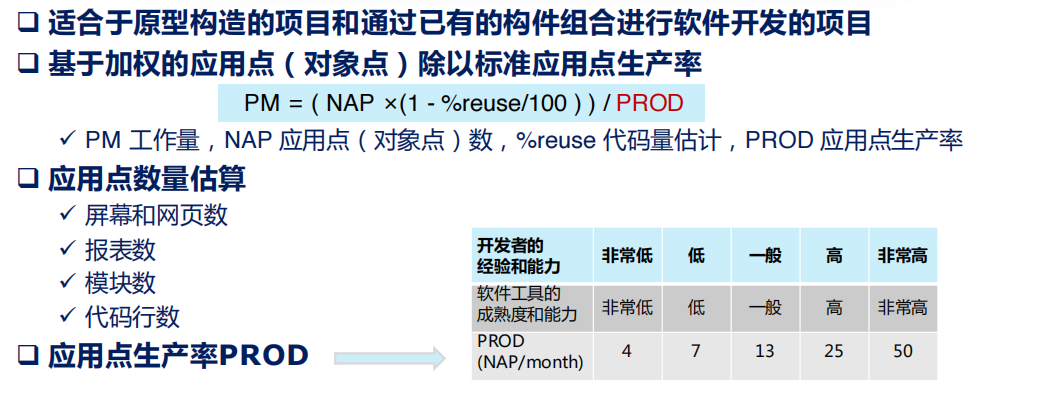 ❑ 适合于原型构造的项目和通过已有的构件组合进行软件开发的项目
❑ 基于加权的应用点（对象点）除以标准应用点生产率
PM = ( NAP ×(1 - %reuse/100 ) ) / PROD
✓ PM 工作量，NAP 应用点（对象点）数，%reuse 代码量估计，PROD 应用点生产率
❑ 应用点数量估算
✓ 屏幕和网页数
✓ 报表数
✓ 模块数
✓ 代码行数
❑ 应用点生产率PROD
开发者的
经验和能力 非常低 低 一般 高 非常高
软件工具的
成熟度和能力 非常低 低 一般 高 非常高
PROD
(NAP/month) 4 7 13 25 50